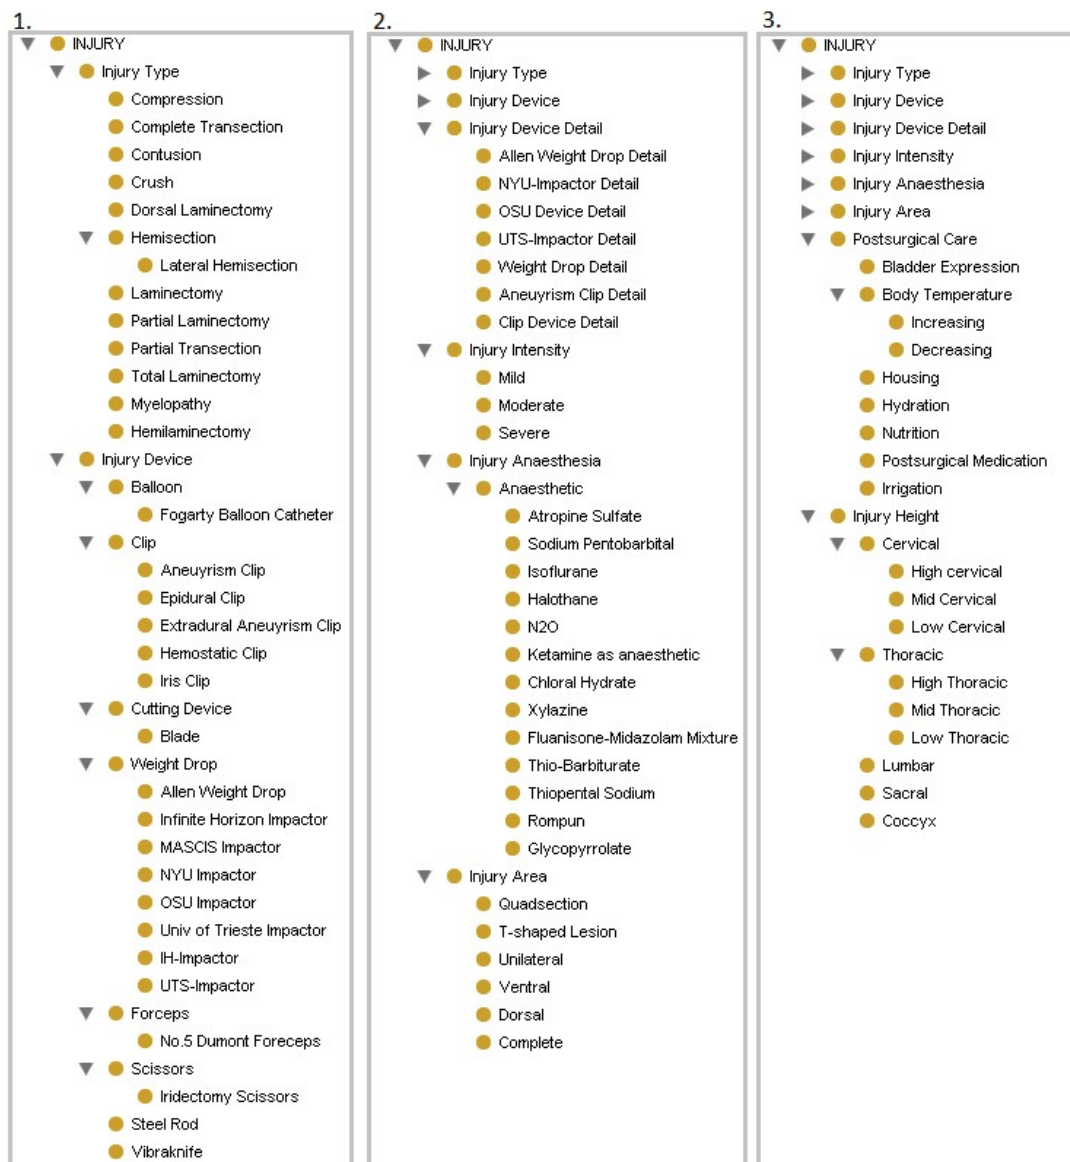 1.
INJURY
Injury Type
Compression
Complete Transection
Contusion
Crush
Dorsal Laminectomy
Hemisection
Lateral Hemisection
Laminectomy
Partial Laminectomy
Partial Transection
Total Laminectomy
Myelopathy
Hemilaminectomy
Injury Device
Balloon
Fogarty Balloon Catheter
Clip
Aneuyrism Clip
Epidural Clip
Extradural Aneuyrism Clip
Hemostatic Clip
Iris Clip
Cutting Device
Blade
Weight Drop
Allen Weight Drop
Infinite Horizon Impactor
MASCIS Impactor
NYU Impactor
OSU Impactor
Univ of Trieste Impactor
IH-Impactor
UTS-Impactor
Forceps
No.5 Dumont Foreceps
Scissors
Iridectomy Scissors
Steel Rod
Vibraknife
2.
INJURY
Injury Type
Injury Device
Injury Device Detail
Allen Weight Drop Detail
NYU-Impactor Detail
OSU Device Detail
UTS-Impactor Detail
Weight Drop Detail
Aneuyrism Clip Detail
Clip Device Detail
Injury Intensity
Mild
Moderate
Severe
Injury Anaesthesia
Anaesthetic
Atropine Sulfate
Sodium Pentobarbital
Isoflurane
Halothane
N2O
Ketamine as anaesthetic
Chloral Hydrate
Xylazine
Fluanisone-Midazolam Mixture
Thio-Barbiturate
Thiopental Sodium
Rompun
Glycopyrrolate
Injury Area
Quadsection
T-shaped Lesion
Unilateral
Ventral
Dorsal
Complete
3.
INJURY
Injury Type
Injury Device
Injury Device Detail
Injury Intensity
Injury Anaesthesia
Injury Area
Postsurgical Care
Bladder Expression
Body Temperature
Increasing
Decreasing
Housing
Hydration
Nutrition
Postsurgical Medication
Irrigation
Injury Height
Cervical
High cervical
Mid Cervical
Low Cervical
Thoracic
High Thoracic
Mid Thoracic
Low Thoracic
Lumbar
Sacral
Coccyx